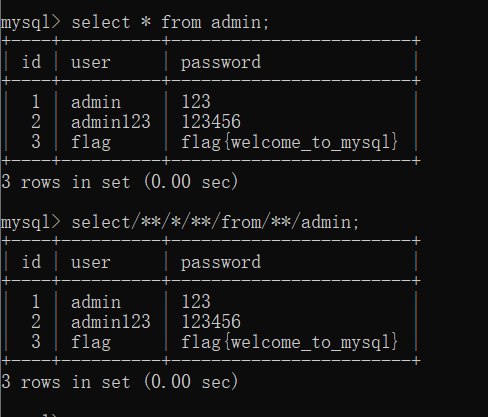 mysql> select * from admin;
+----+----------+------------------------+
| id | user | password |
+----+----------+------------------------+
| 1 | admin | 123 |
| 2 | admin123 | 123456 |
| 3 | flag | flag{welcome_to_mysql} |
+----+----------+------------------------+
3 rows in set (0.00 sec)
mysql> select/**/*/**/from/**/admin;
+----+----------+------------------------+
| id | user | password |
+----+----------+------------------------+
| 1 | admin | 123 |
| 2 | admin123 | 123456 |
| 3 | flag | flag{welcome_to_mysql} |
+----+----------+------------------------+
3 rows in set (0.00 sec)